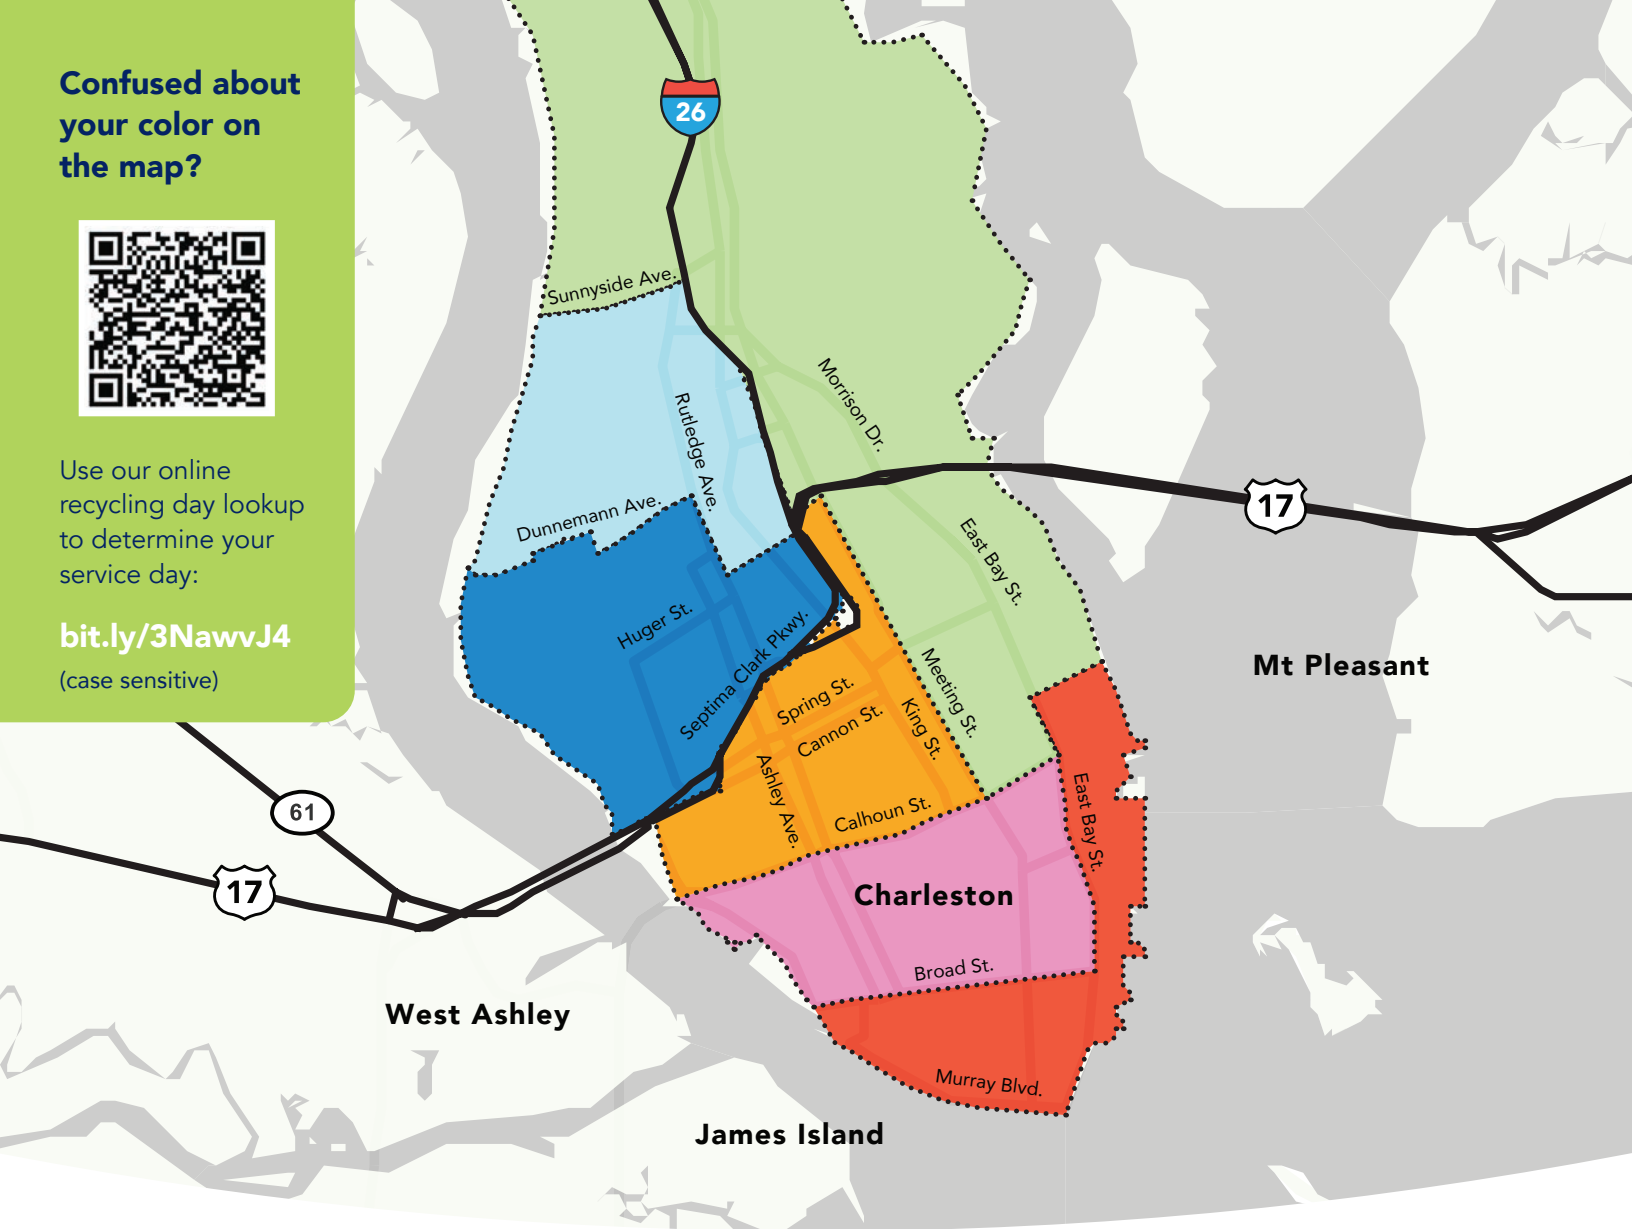 Confused about
your color on
the map?
Use our online
recycling day lookup
to determine your
service day:
bit.ly/3NawvJ4
(case sensitive)
26
Sunnyside Ave.
Morrison Dr.
Rutledge Ave.
Dunnemann Ave.
17
East Bay St.
Huger St.
Septima Clark Pkwy.
Mt Pleasant
Meeting St.
Spring St.
King St.
Cannon St.
Ashley Ave.
East Bay St.
61
Calhoun St.
17
Charleston
Broad St.
West Ashley
Murray Blvd.
James Island